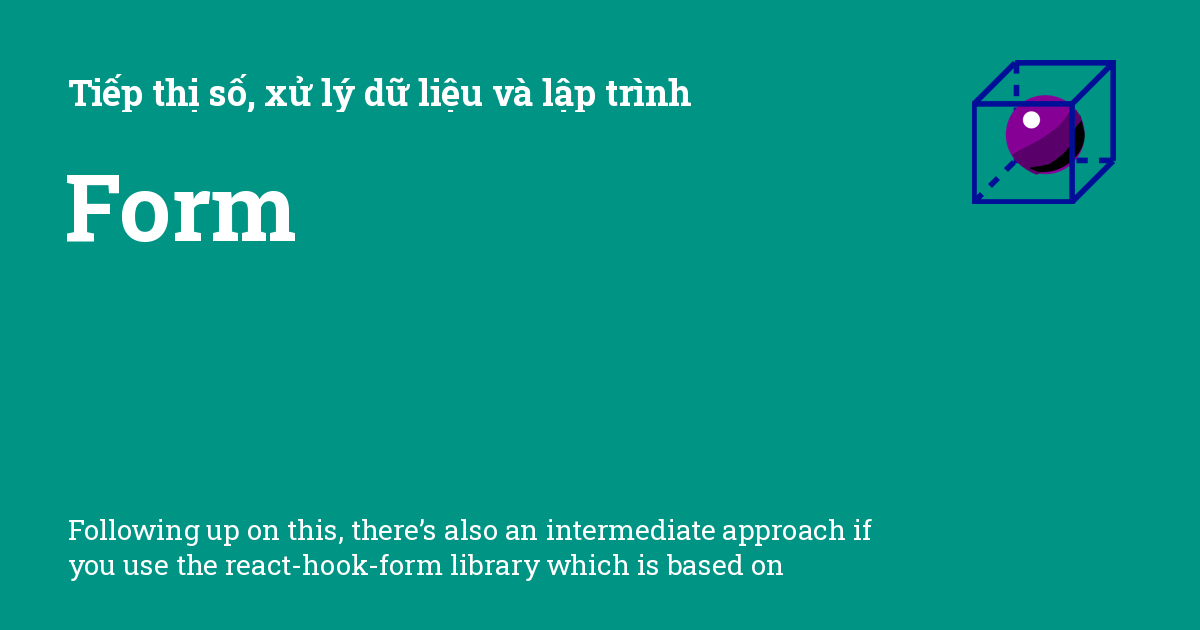 Tiếp thị số, xử lý dữ liệu và lập trình
Form
Following up on this, there’s also an intermediate approach if
you use the react-hook-form library which is based on